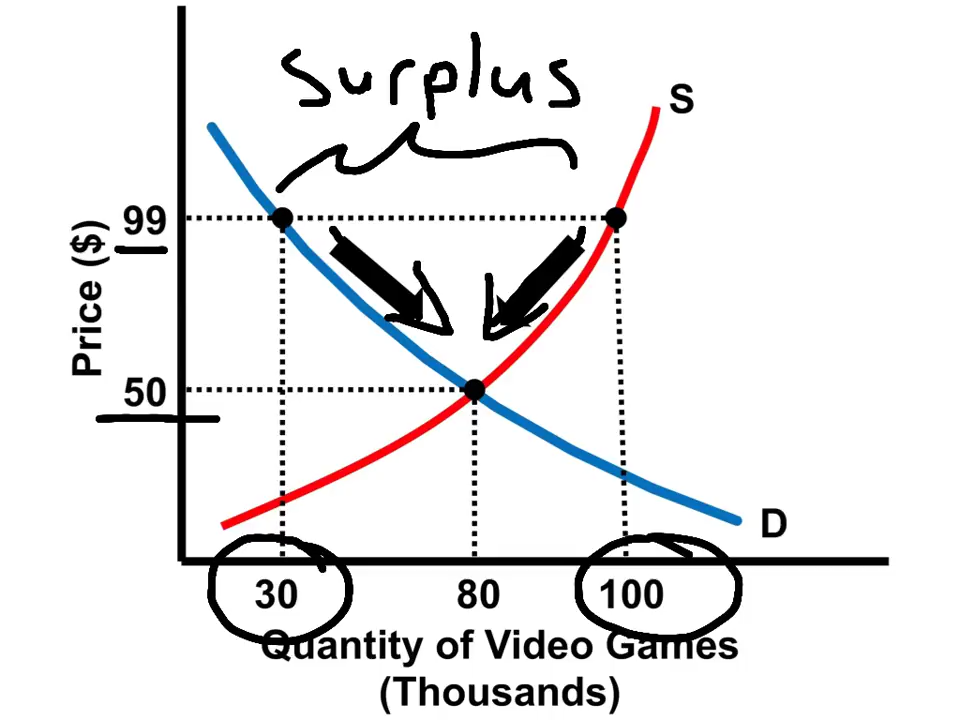 surplus
S
99
Price ($)
50
D
30 80 100
Quantity of Video Games
(Thousands)